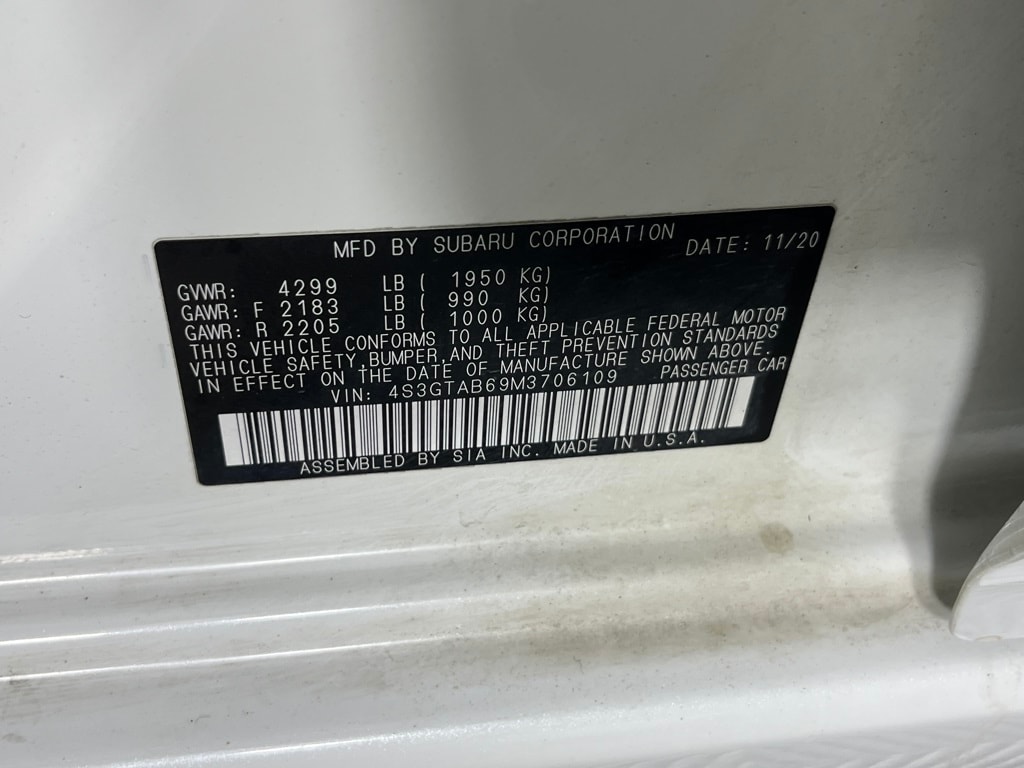 MFD BY SUBARU CORPORATION DATE: 11/20
GVWR: 4299 LB ( 1950 KG)
GAWR: F 2183 LB ( 990 KG)
GAWR: R 2205 LB ( 1000 KG)
THIS VEHICLE CONFORMS TO ALL APPLICABLE FEDERAL MOTOR
VEHICLE SAFETY,BUMPER,AND THEFT PREVENTION STANDARDS
IN EFFECT ON THE DATE OF MANUFACTURE SHOWN ABOVE.
VIN: 4S3GTAB69M3706109 PASSENGER CAR
ASSEMBLED BY SIA INC. MADE IN U.S.A.